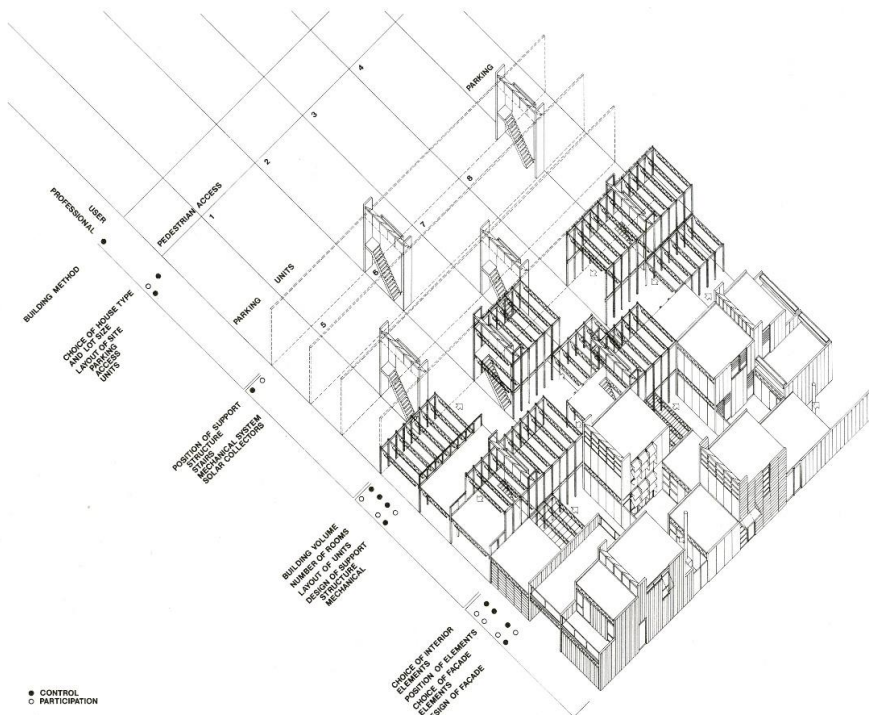 USER
PROFESSIONAL
BUILDING METHOD
PEDESTRIAN ACCESS
1
2
3
4
PARKING
UNITS
5
6
7
8
PARKING
CHOICE OF HOUSE TYPE
AND LOT SIZE
LAYOUT OF SITE
PARKING
ACCESS
UNITS
POSITION OF SUPPORT
STRUCTURE
STAIRS
MECHANICAL SYSTEM
SOLAR COLLECTORS
BUILDING VOLUME
NUMBER OF ROOMS
LAYOUT OF UNITS
DESIGN OF SUPPORT
STRUCTURE
MECHANICAL
CHOICE OF INTERIOR
ELEMENTS
POSITION OF ELEMENTS
CHOICE OF FAÇADE
ELEMENTS
DESIGN OF FAÇADE
CONTROL
PARTICIPATION